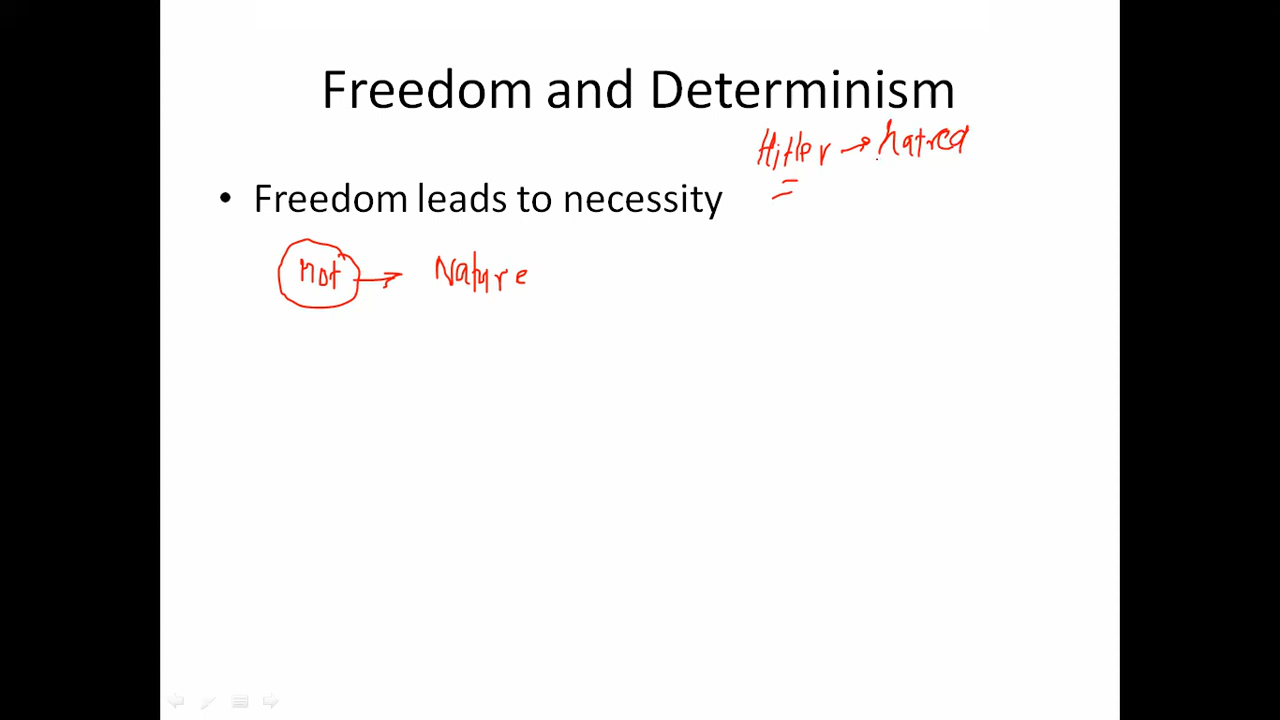 Freedom and Determinism
Hitler → hatred
• Freedom leads to necessity
not → Nature